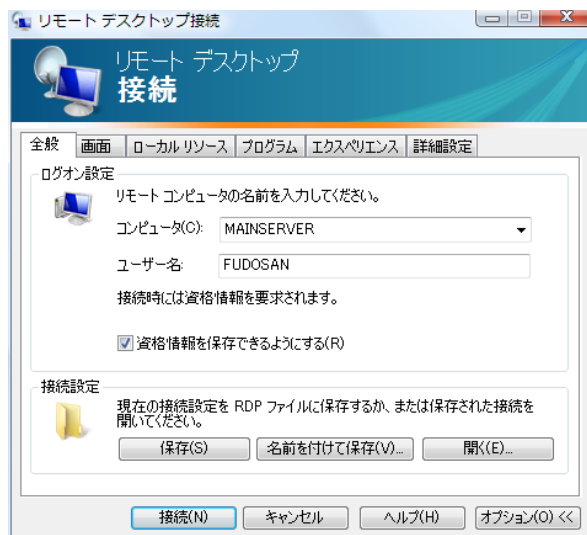 リモート デスクトップ接続
リモート デスクトップ
接続
全般 画面 ローカル リソース プログラム エクスペリエンス 詳細設定
ログオン設定
リモート コンピュータの名前を入力してください。
コンピュータ(C): MAINSERVER
ユーザー名: FUDOSAN
接続時には資格情報を要求されます。
資格情報を保存できるようにする(R)
接続設定
現在の接続設定を RDP ファイルに保存するか、または保存された接続を
開いてください。
保存(S) 名前を付けて保存(V)... 開く(E)...
接続(N) キャンセル ヘルプ(H) オプション(O) <<